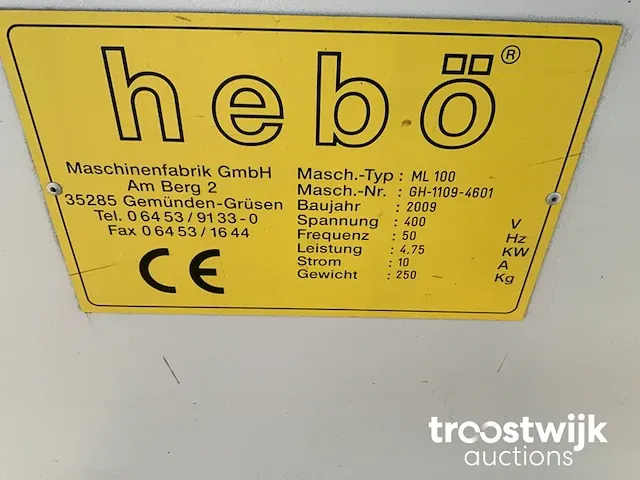 hebö ®
Maschinenfabrik GmbH
Am Berg 2
35285 Gemünden-Grüsen
Tel. 0 64 53 / 91 33 - 0
Fax 0 64 53 / 16 44
CE
Masch.-Typ : ML 100
Masch.-Nr. : GH-1109-4601
Baujahr : 2009
Spannung : 400 V
Frequenz : 50 Hz
Leistung : 4.75 KW
Strom : 10 A
Gewicht : 250 Kg
troostwijk
auctions